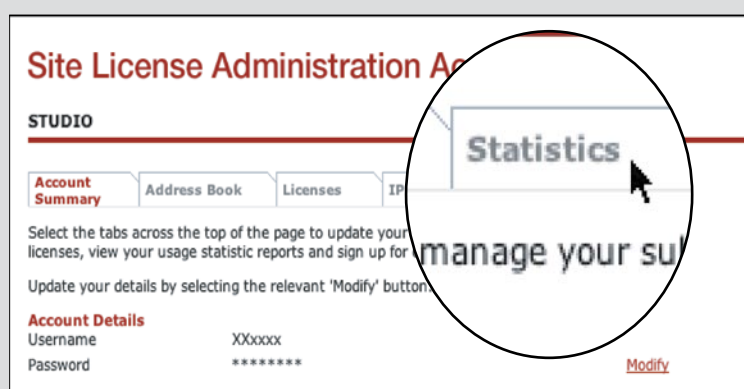 Site License Administration A
STUDIO
Statistics
Account Summary
Address Book
Licenses
IP
Select the tabs across the top of the page to update your
licenses, view your usage statistic reports and sign up for
manage your su
Update your details by selecting the relevant 'Modify' button.
Account Details
Username XXxxxx
Password ********
Modify